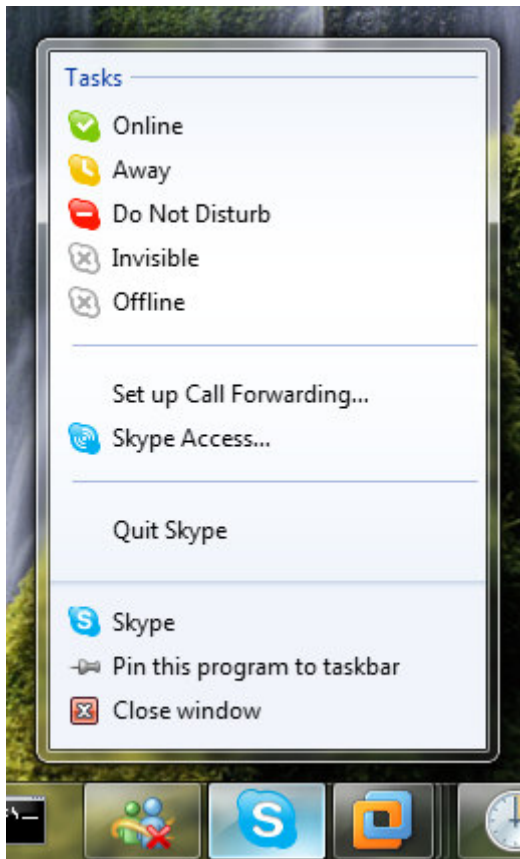 Tasks
Online
Away
Do Not Disturb
Invisible
Offline
Set up Call Forwarding...
Skype Access...
Quit Skype
Skype
Pin this program to taskbar
Close window